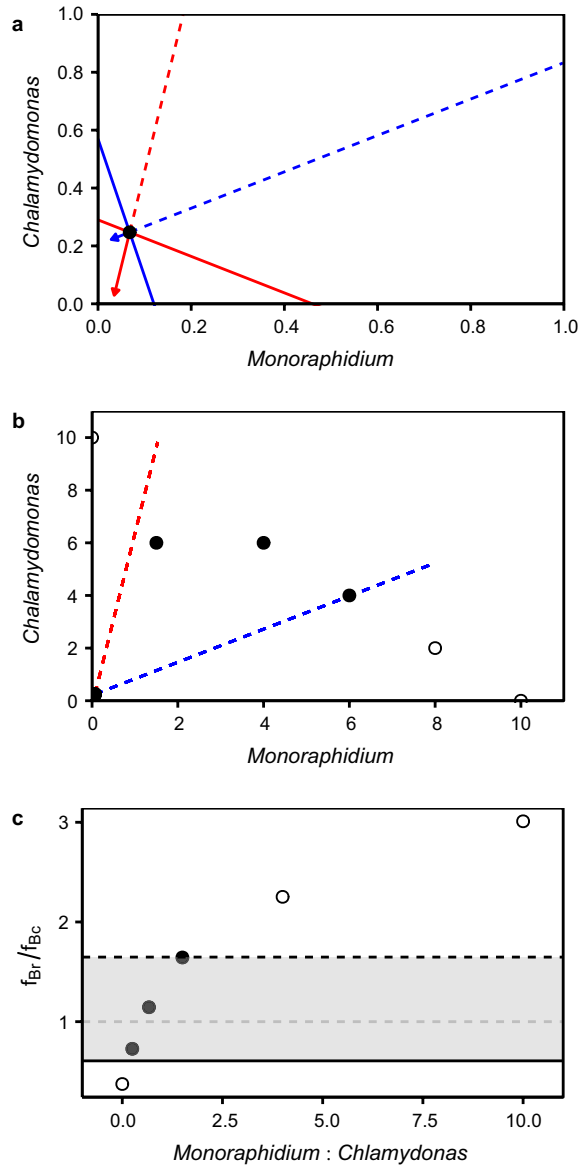 a
1.0
0.8
0.6
0.4
0.2
0.0
Chalamydomonas
0.0 0.2 0.4 0.6 0.8 1.0
Monoraphidium
b
10
8
6
4
2
0
Chalamydomonas
0 2 4 6 8 10
Monoraphidium
c
3
2
1
fBr/fBc
0.0 2.5 5.0 7.5 10.0
Monoraphidium : Chlamydonas